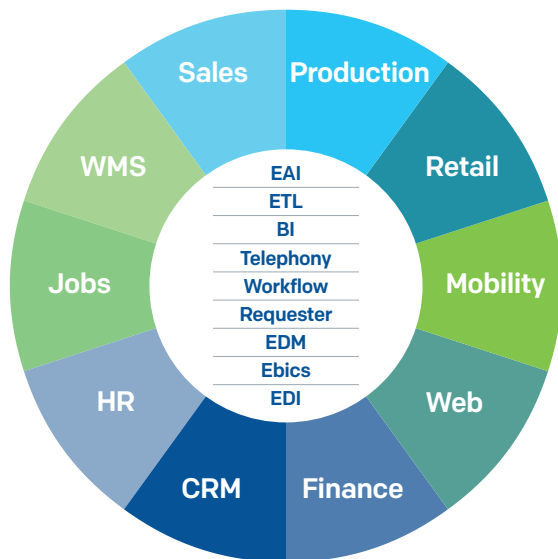 Sales
Production
Retail
Mobility
Web
Finance
CRM
HR
Jobs
WMS
EAI
ETL
BI
Telephony
Workflow
Requester
EDM
Ebics
EDI